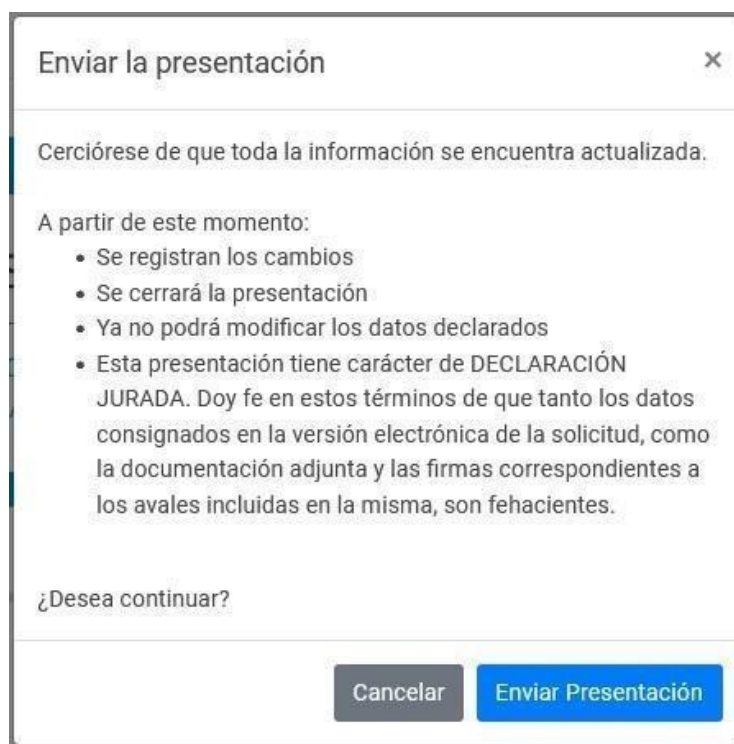 Enviar la presentación ×
Cerciórese de que toda la información se encuentra actualizada.
A partir de este momento:
• Se registran los cambios
• Se cerrará la presentación
• Ya no podrá modificar los datos declarados
• Esta presentación tiene carácter de DECLARACIÓN
JURADA. Doy fe en estos términos de que tanto los datos
consignados en la versión electrónica de la solicitud, como
la documentación adjunta y las firmas correspondientes a
los avales incluidas en la misma, son fehacientes.
¿Desea continuar?
Cancelar Enviar Presentación